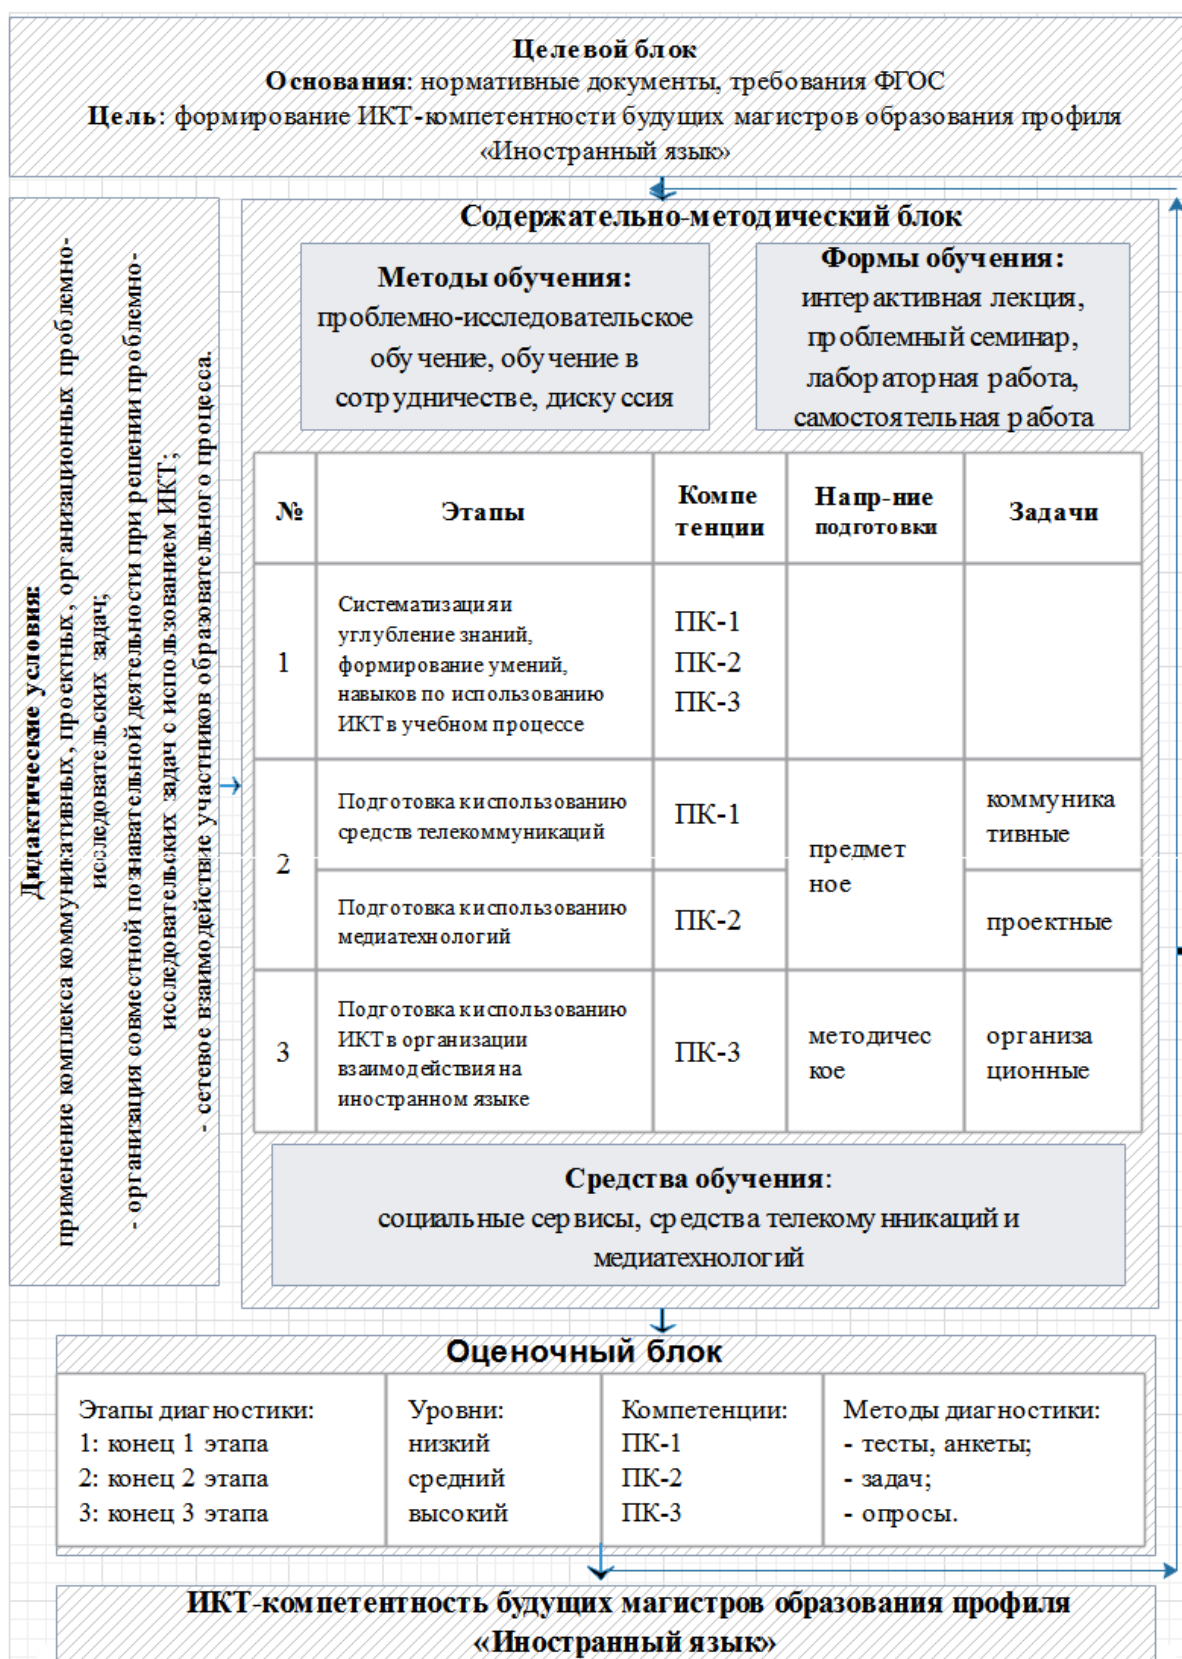 Целевой блок
Основания: нормативные документы, требования ФГОС
Цель: формирование ИКТ-компетентности будущих магистров образования профиля
«Иностранный язык»
Дидактические условия:
применение комплекса коммуникативных, проектных, организационных проблемно-
исследовательских задач;
- организация совместной познавательной деятельности при решении проблемно-
исследовательских задач с использованием ИКТ;
- сетевое взаимодействие участников образовательного процесса.
Содержательно-методический блок
Методы обучения:
проблемно-исследовательское
обучение, обучение в
сотрудничестве, дискуссия
Формы обучения:
интерактивная лекция,
проблемный семинар,
лабораторная работа,
самостоятельная работа
№
Этапы
Компе
тенции
Напр-ние
подготовки
Задачи
1
Систематизация и
углубление знаний,
формирование умений,
навыков по использованию
ИКТ в учебном процессе
ПК-1
ПК-2
ПК-3
2
Подготовка к использованию
средств телекоммуникаций
ПК-1
предмет
ное
коммуника
тивные
Подготовка к использованию
медиатехнологий
ПК-2
проектные
3
Подготовка к использованию
ИКТ в организации
взаимодействия на
иностранном языке
ПК-3
методичес
кое
организа
ционные
Средства обучения:
социальные сервисы, средства телекомунникаций и
медиатехнологий
Оценочный блок
Этапы диагностики:
1: конец 1 этапа
2: конец 2 этапа
3: конец 3 этапа
Уровни:
низкий
средний
высокий
Компетенции:
ПК-1
ПК-2
ПК-3
Методы диагностики:
- тесты, анкеты;
- задач;
- опросы.
ИКТ-компетентность будущих магистров образования профиля
«Иностранный язык»